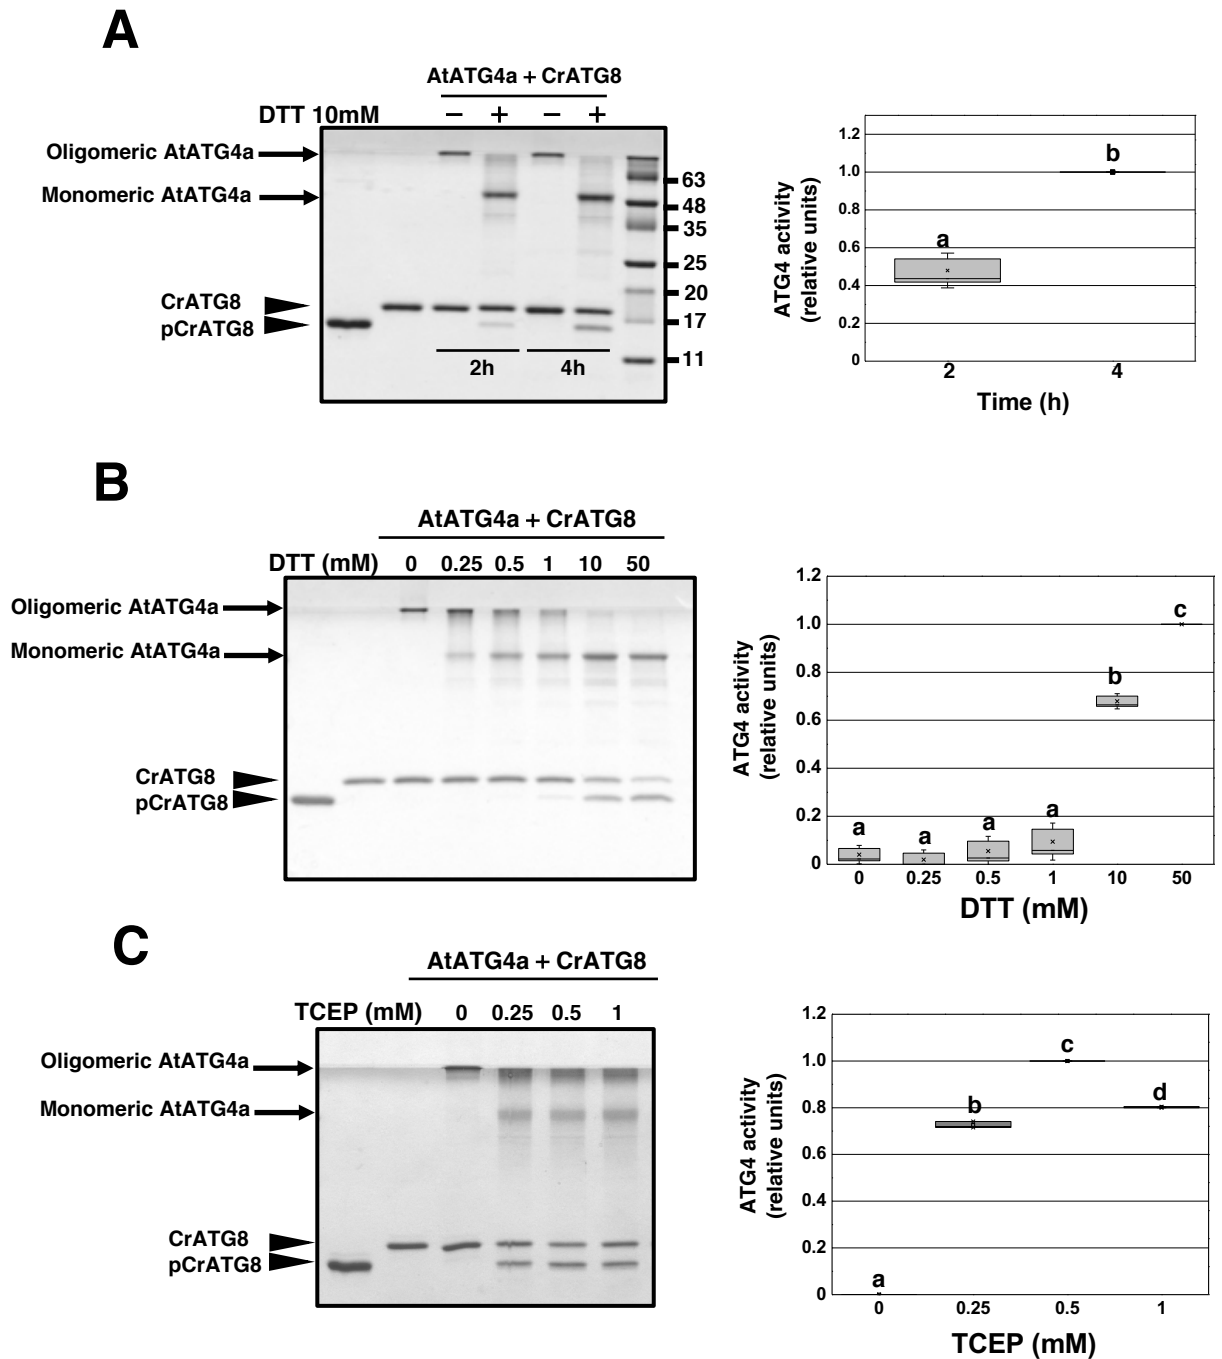 A
AtATG4a + CrATG8
DTT 10mM − + − +
Oligomeric AtATG4a
Monomeric AtATG4a
63
48
35
25
20
17
11
CrATG8
pCrATG8
2h 4h
ATG4 activity
(relative units)
1.2
1.0
0.8
0.6
0.4
0.2
0
a
b
2 4
Time (h)
B
AtATG4a + CrATG8
DTT (mM) 0 0.25 0.5 1 10 50
Oligomeric AtATG4a
Monomeric AtATG4a
CrATG8
pCrATG8
ATG4 activity
(relative units)
1.2
1.0
0.8
0.6
0.4
0.2
0
a a a a b c
0 0.25 0.5 1 10 50
DTT (mM)
C
AtATG4a + CrATG8
TCEP (mM) 0 0.25 0.5 1
Oligomeric AtATG4a
Monomeric AtATG4a
CrATG8
pCrATG8
ATG4 activity
(relative units)
1.2
1.0
0.8
0.6
0.4
0.2
0
a b c d
0 0.25 0.5 1
TCEP (mM)